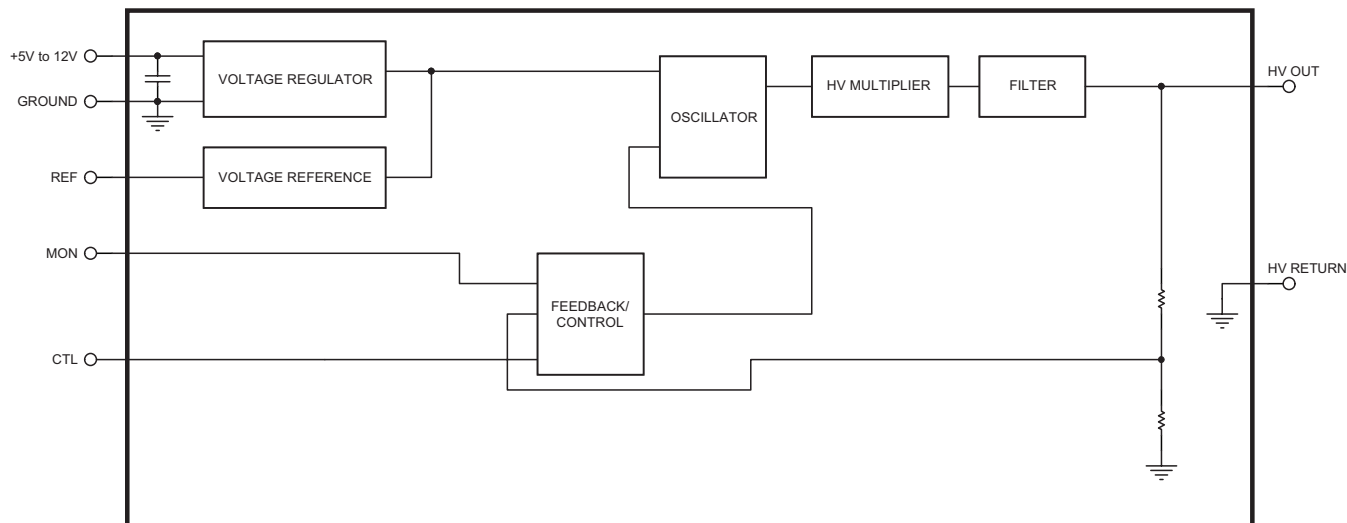 +5V to 12V
VOLTAGE REGULATOR
GROUND
OSCILLATOR
HV MULTIPLIER
FILTER
HV OUT
REF
VOLTAGE REFERENCE
MON
HV RETURN
FEEDBACK/
CONTROL
CTL